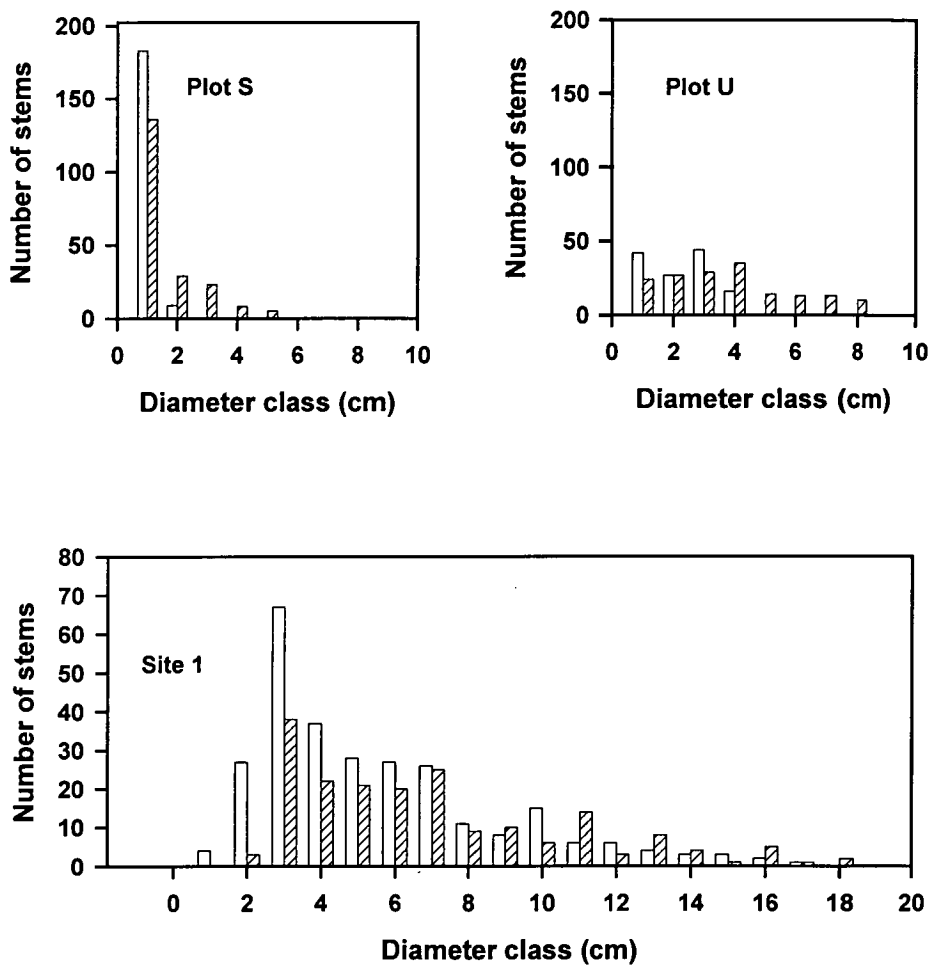 200
150
100
50
0
Number of stems
Plot S
0 2 4 6 8 10
Diameter class (cm)
200
150
100
50
0
Number of stems
Plot U
0 2 4 6 8 10
Diameter class (cm)
80
70
60
50
40
30
20
10
0
Number of stems
Site 1
0 2 4 6 8 10 12 14 16 18 20
Diameter class (cm)